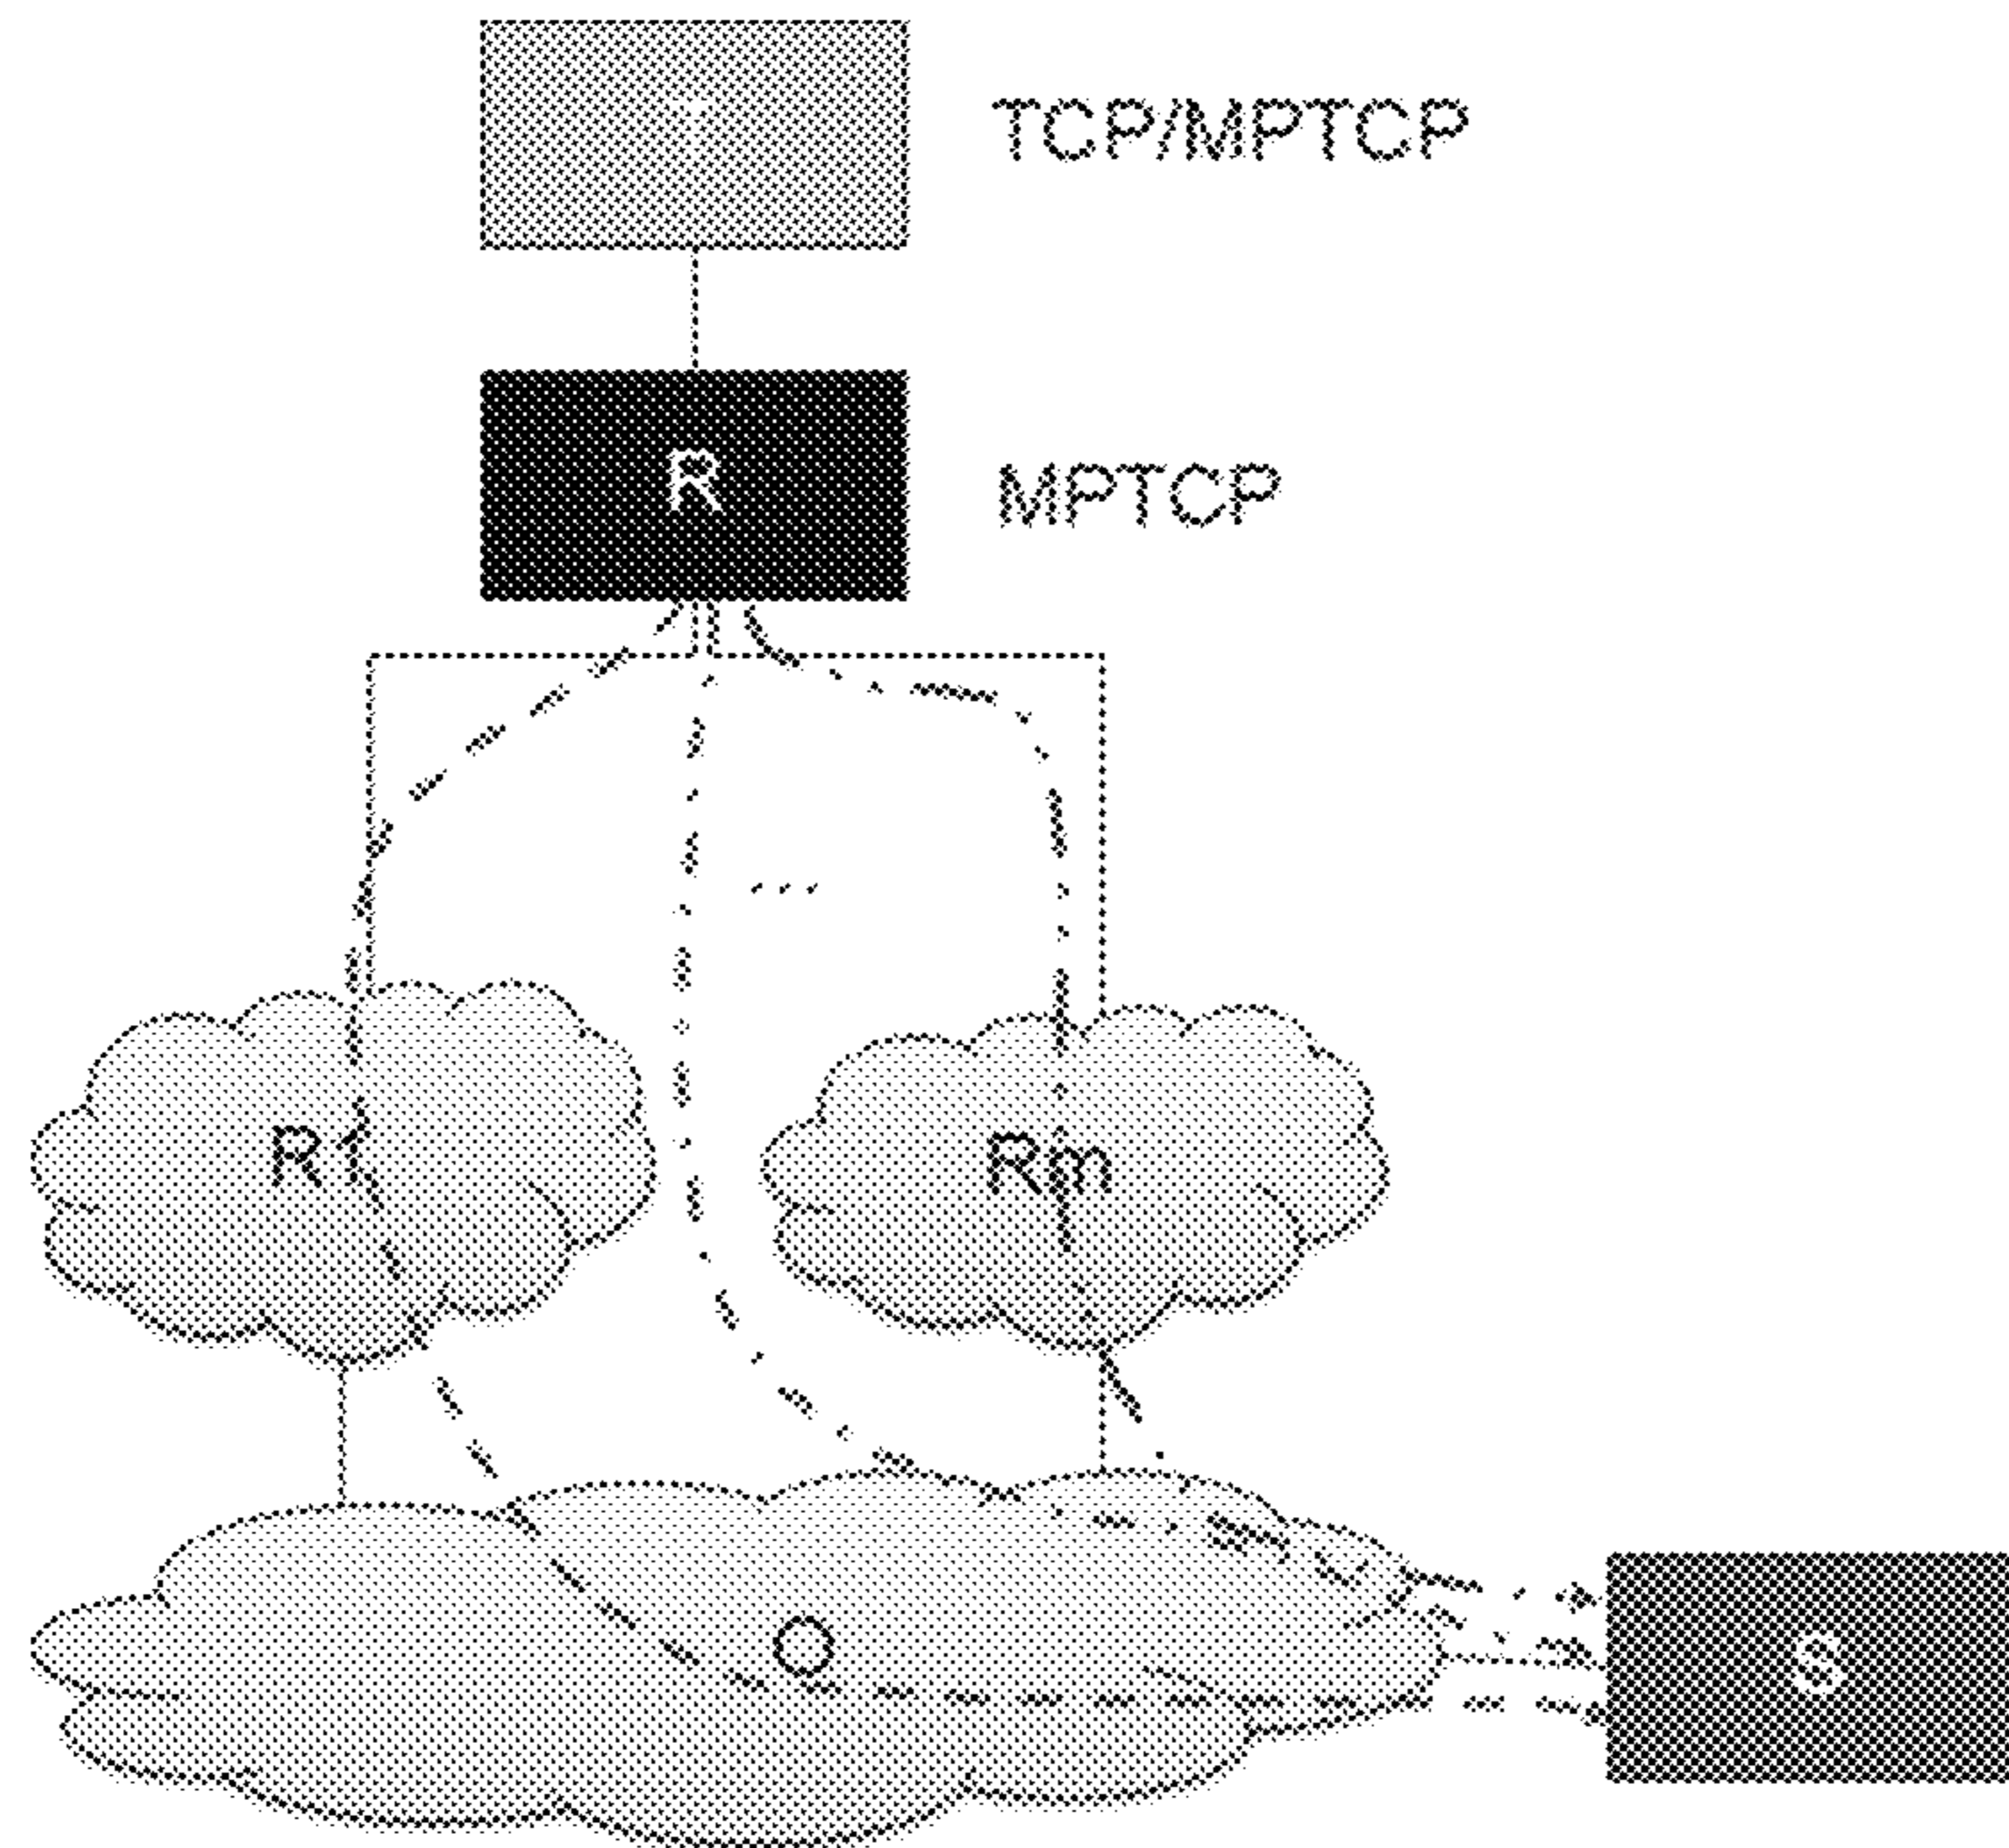 T
TCP/MPTCP
R
MPTCP
...
R1
Rm
O
S